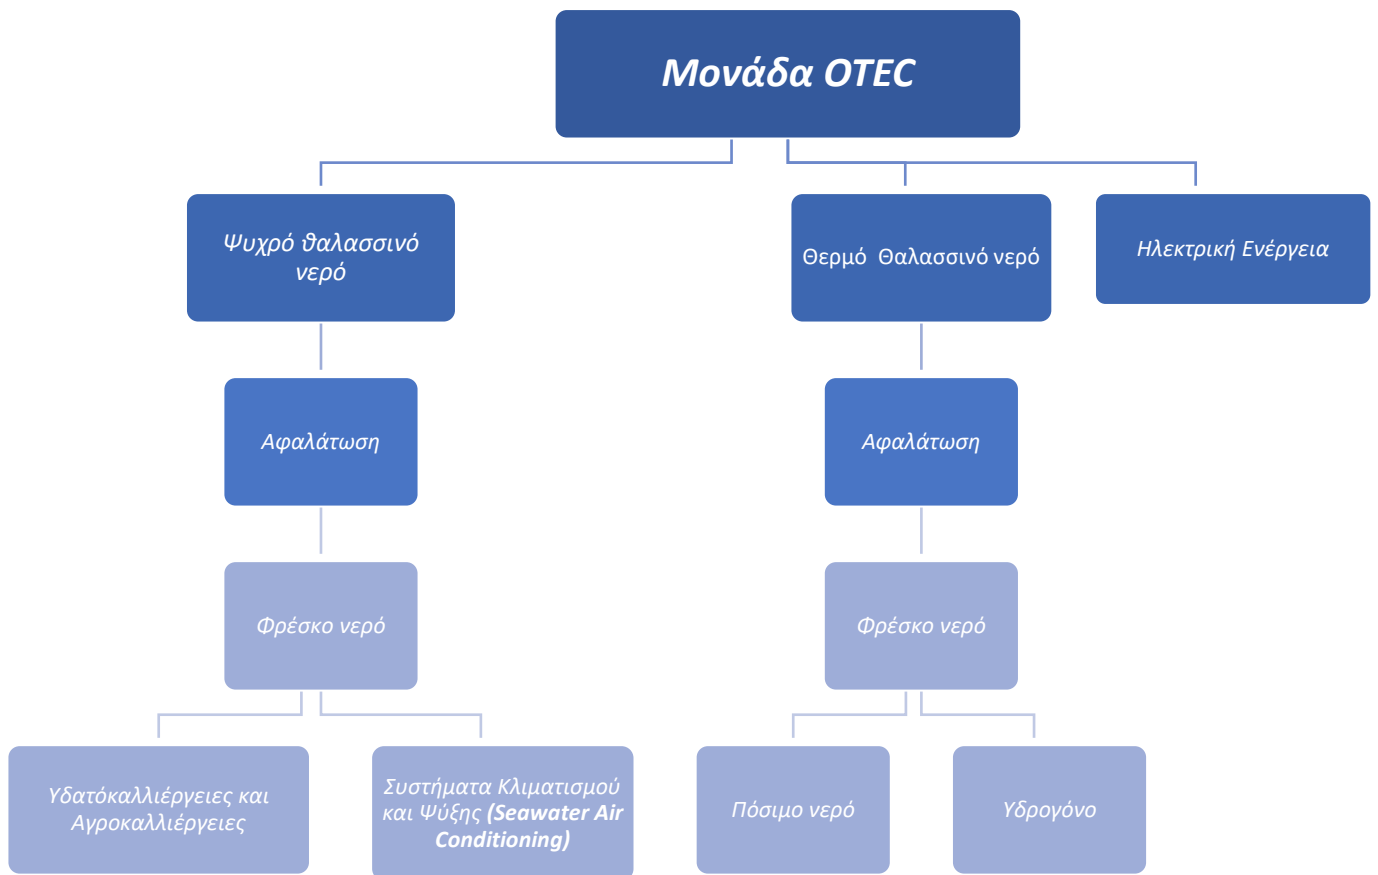 Μονάδα OTEC
Ψυχρό θαλασσινό
νερό
Θερμό Θαλασσινό νερό
Ηλεκτρική Ενέργεια
Αφαλάτωση
Αφαλάτωση
Φρέσκο νερό
Φρέσκο νερό
Υδατόκαλλιέργειες και
Αγροκαλλιέργειες
Συστήματα Κλιματισμού
και Ψύξης (Seawater Air
Conditioning)
Πόσιμο νερό
Υδρογόνο